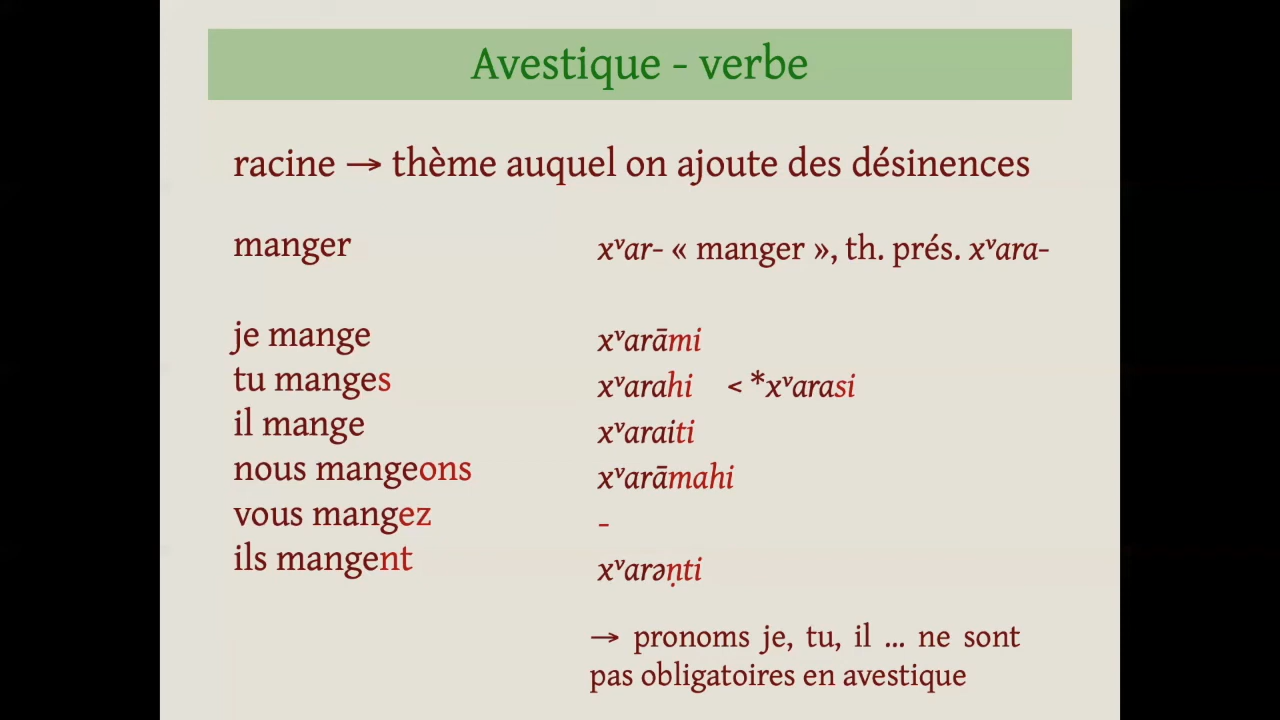 Avestique - verbe
racine → thème auquel on ajoute des désinences
manger xᵛar- « manger », th. prés. xᵛara-
je mange xᵛarāmi
tu manges xᵛarahi < *xᵛarasi
il mange xᵛaraiti
nous mangeons xᵛarāmahi
vous mangez -
ils mangent xᵛarəṇti
→ pronoms je, tu, il ... ne sont
pas obligatoires en avestique